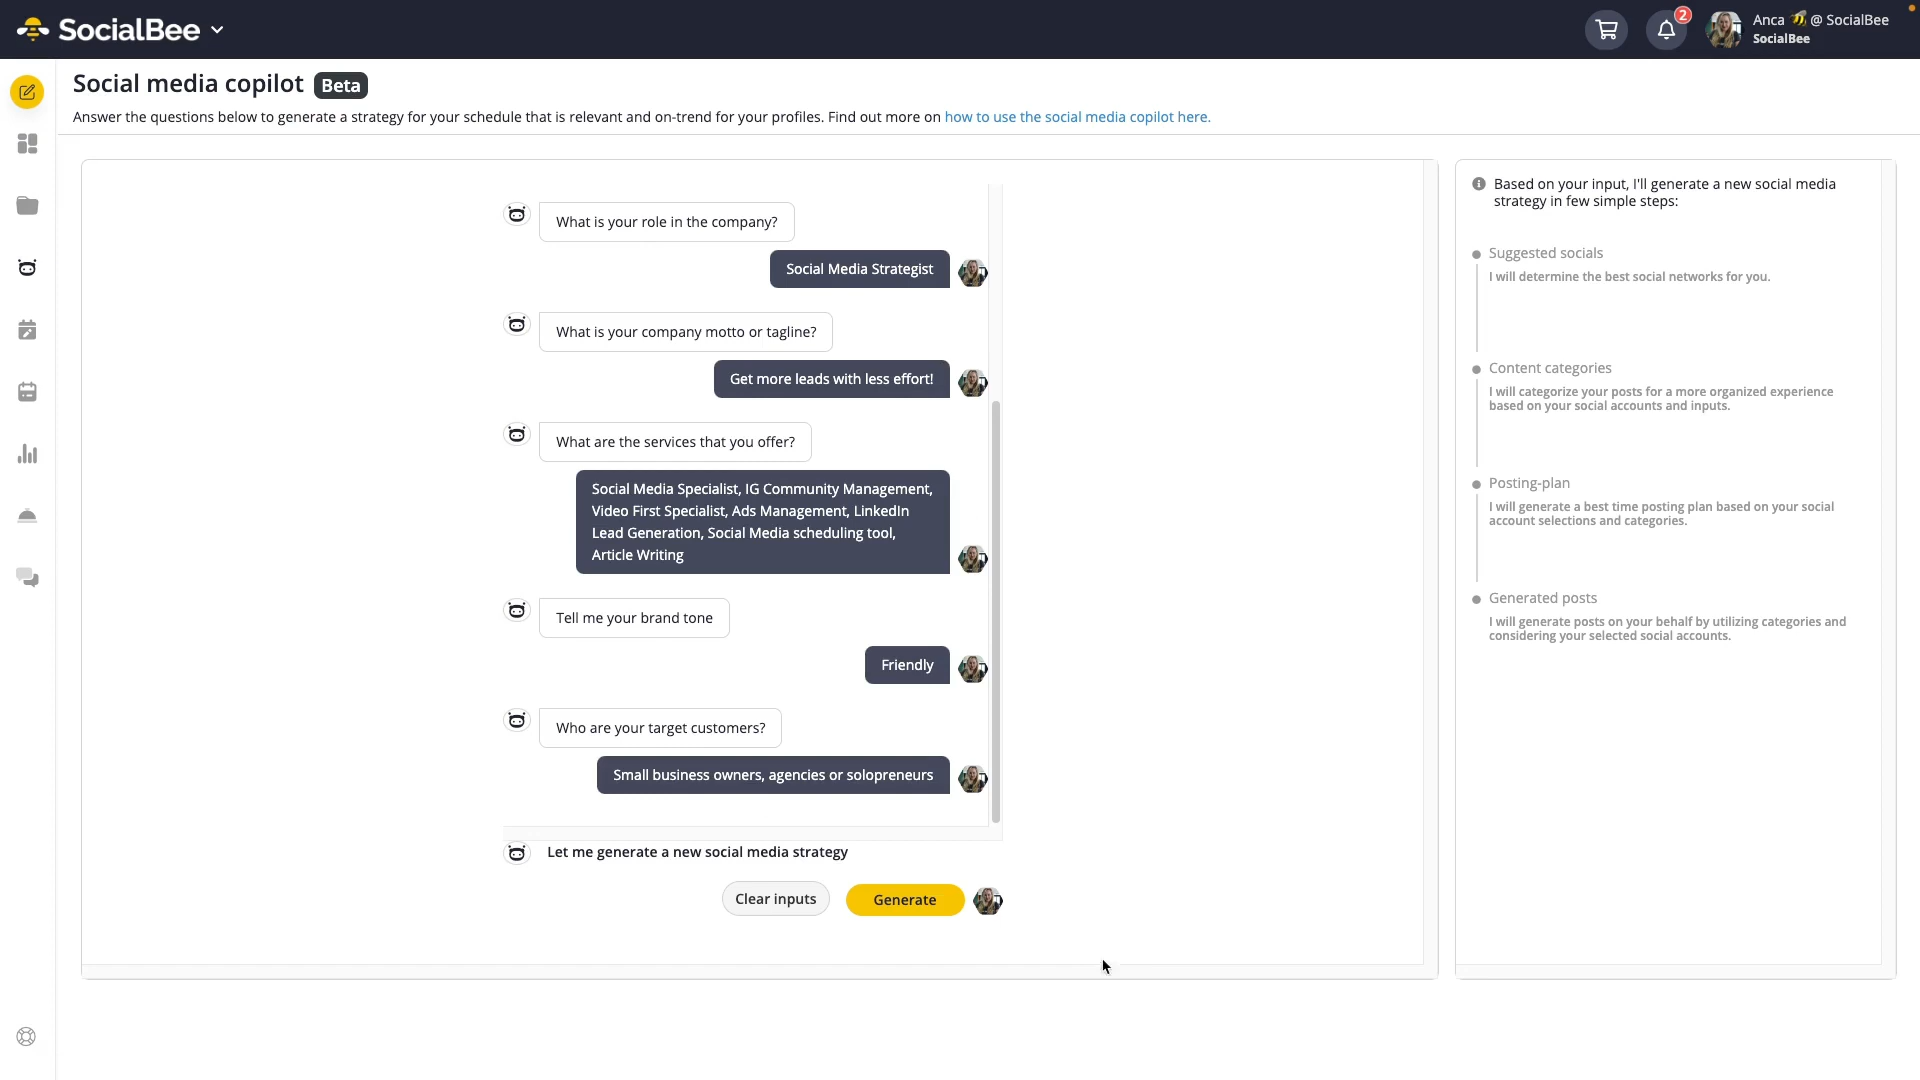 SocialBee
2
Anca @ SocialBee
SocialBee
Social media copilot Beta
Answer the questions below to generate a strategy for your schedule that is relevant and on-trend for your profiles. Find out more on how to use the social media copilot here.
What is your role in the company?
Social Media Strategist
What is your company motto or tagline?
Get more leads with less effort!
What are the services that you offer?
Social Media Specialist, IG Community Management,
Video First Specialist, Ads Management, LinkedIn
Lead Generation, Social Media scheduling tool,
Article Writing
Tell me your brand tone
Friendly
Who are your target customers?
Small business owners, agencies or solopreneurs
Let me generate a new social media strategy
Clear inputs
Generate
Based on your input, I'll generate a new social media
strategy in few simple steps:
Suggested socials
I will determine the best social networks for you.
Content categories
I will categorize your posts for a more organized experience
based on your social accounts and inputs.
Posting-plan
I will generate a best time posting plan based on your social
account selections and categories.
Generated posts
I will generate posts on your behalf by utilizing categories and
considering your selected social accounts.